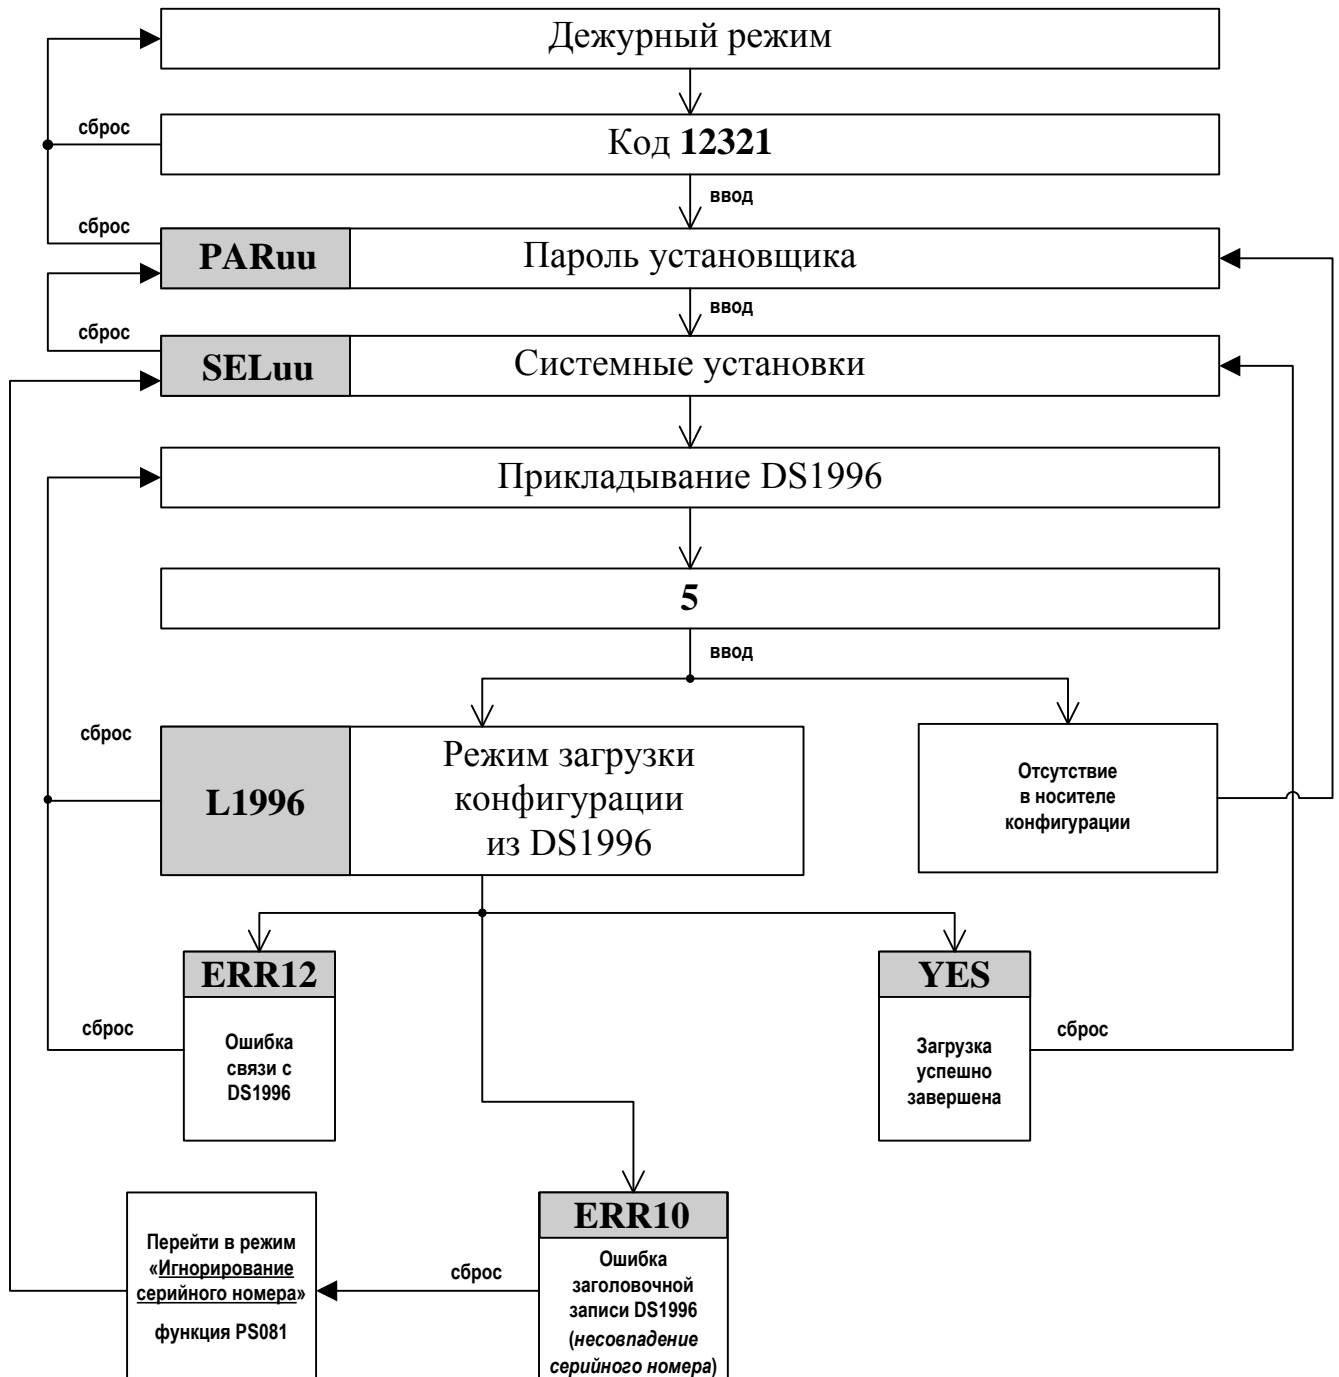 Дежурный режим
сброс
Код 12321
ввод
сброс
PARuu
Пароль установщика
ввод
сброс
SELuu
Системные установки
Прикладывание DS1996
5
ввод
сброс
L1996
Режим загрузки
конфигурации
из DS1996
Отсутствие
в носителе
конфигурации
ERR12
Ошибка
связи с
DS1996
сброс
YES
Загрузка
успешно
завершена
сброс
ERR10
Ошибка
заголовочной
записи DS1996
(несовпадение
серийного номера)
сброс
Перейти в режим
«Игнорирование
серийного номера»
функция PS081